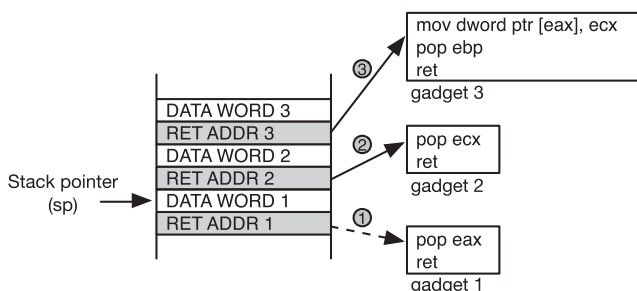 mov dword ptr [eax], ecx
pop ebp
ret
gadget 3
3
DATA WORD 3
RET ADDR 3
2
DATA WORD 2
pop ecx
ret
gadget 2
RET ADDR 2
Stack pointer
(sp)
DATA WORD 1
RET ADDR 1
1
pop eax
ret
gadget 1